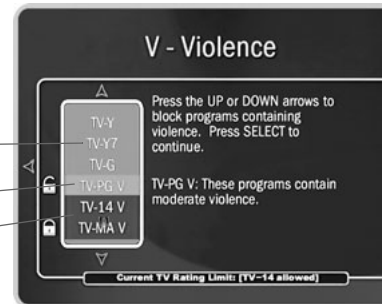 V - Violence
TV-Y
TV-Y7
TV-G
TV-PG V
TV-14 V
TV-MA V
Press the UP or DOWN arrows to
block programs containing
violence. Press SELECT to
continue.
TV-PG V: These programs contain
moderate violence.
Current TV Rating Limit: [TV-14 allowed]